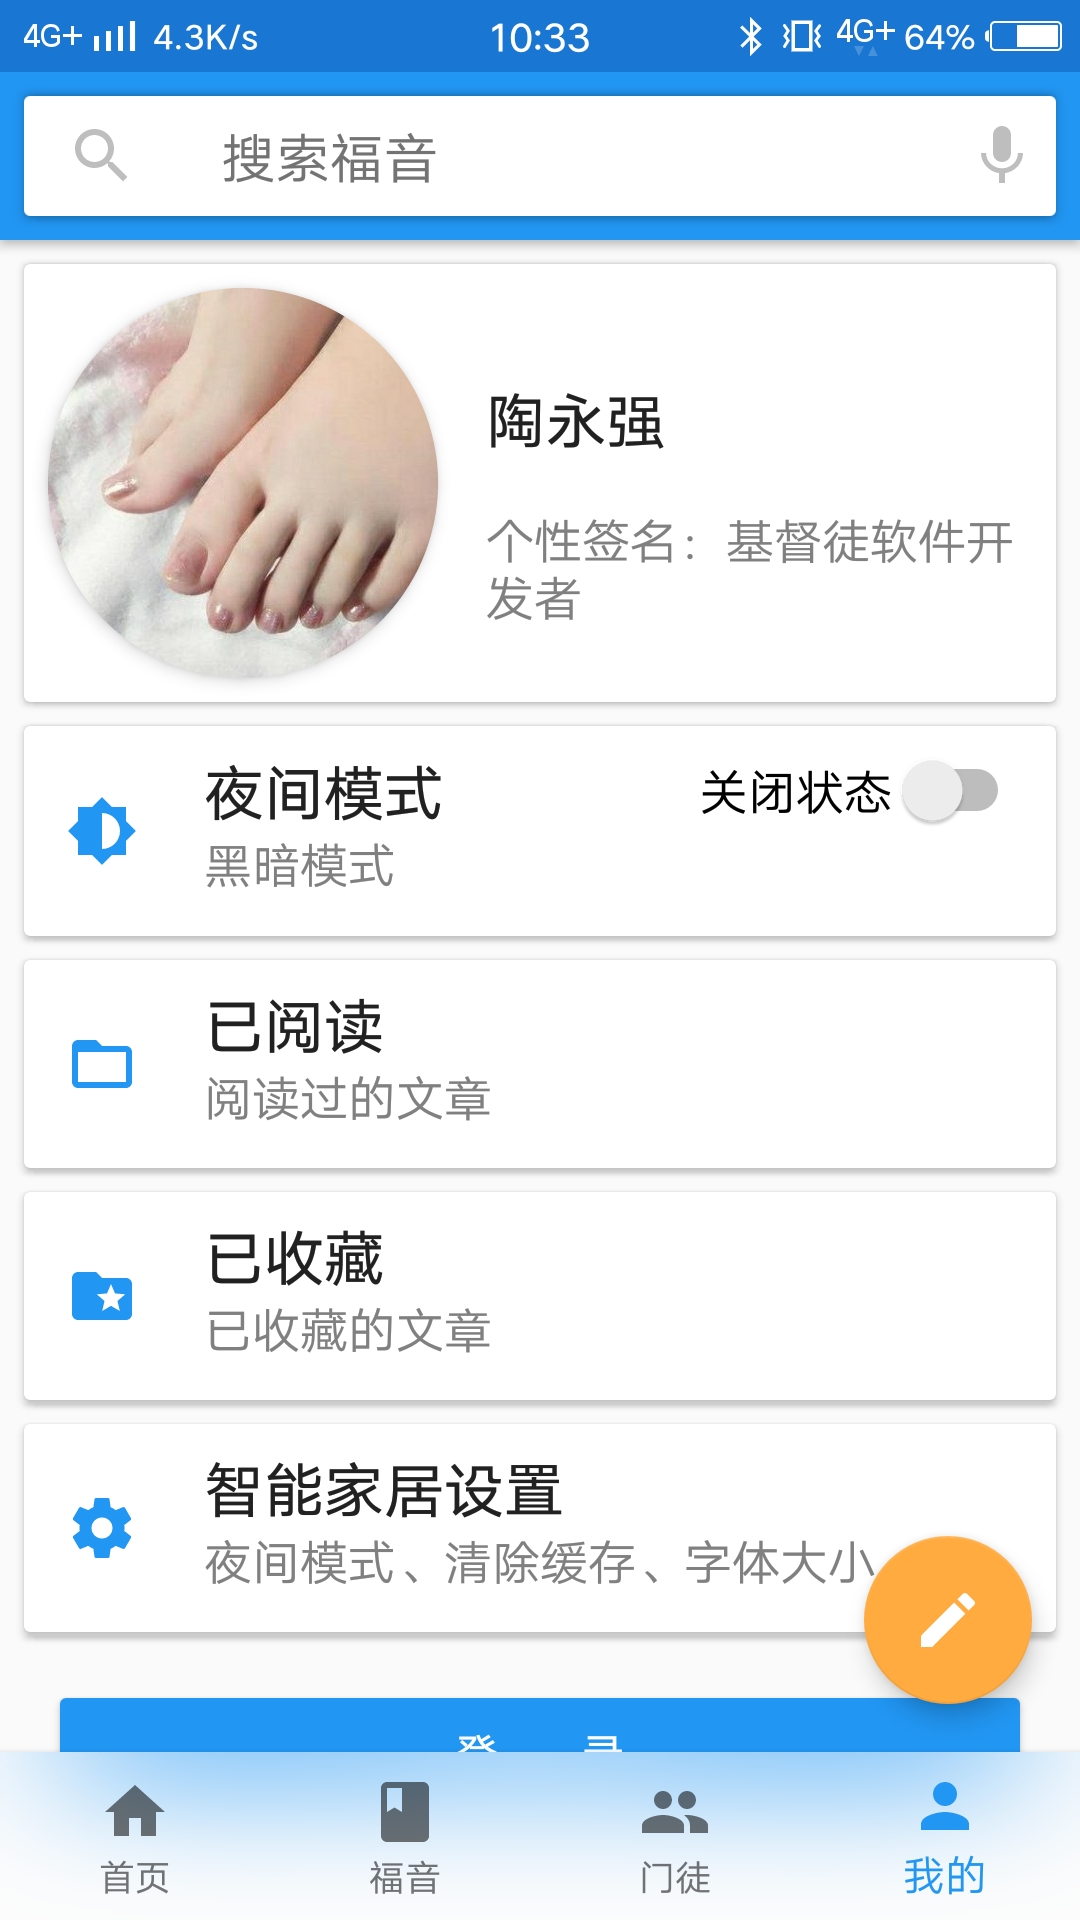 4G+ 4.3K/s 10:33 4G+ 64%
搜索福音
陶永强
个性签名：基督徒软件开
发者
夜间模式 关闭状态
黑暗模式
已阅读
阅读过的文章
已收藏
已收藏的文章
智能家居设置
夜间模式、清除缓存、字体大小
登 录
首页 福音 门徒 我的